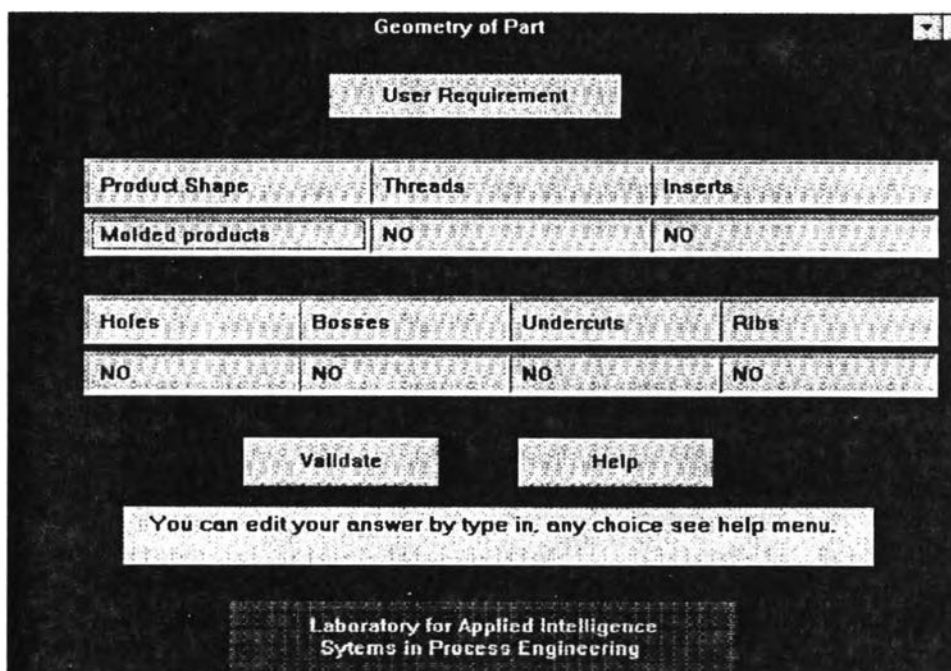 Geometry of Part
User Requirement
Product Shape Threads Inserts
Molded products NO NO
Holes Bosses Undercuts Ribs
NO NO NO NO
Validate Help
You can edit your answer by type in, any choice see help menu.
Laboratory for Applied Intelligence
Sytems in Process Engineering